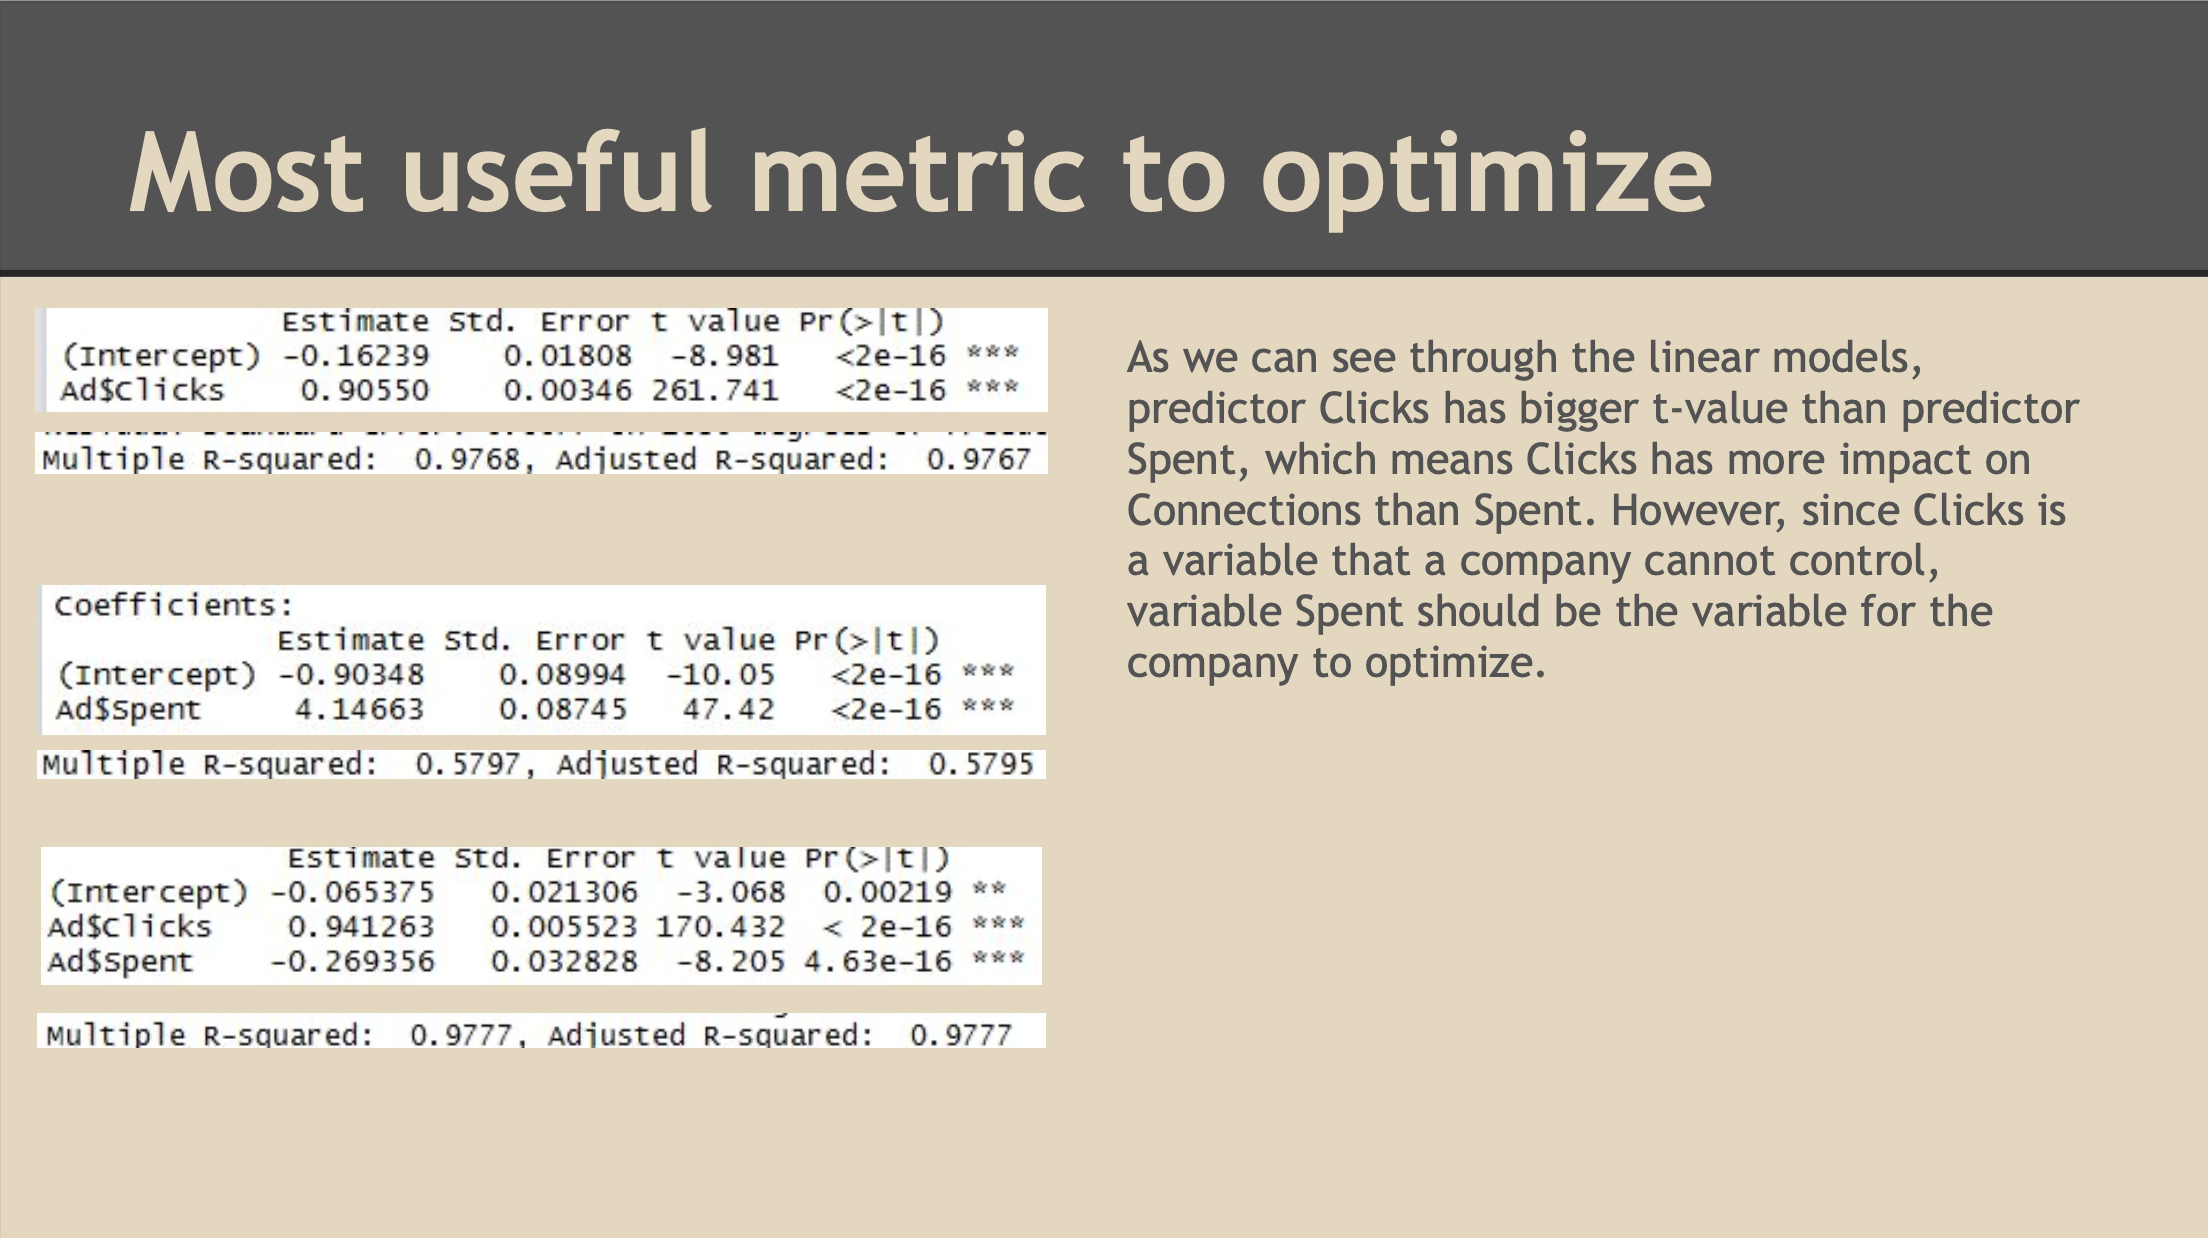 Most useful metric to optimize
Estimate Std. Error t value Pr(>|t|)
(Intercept) -0.16239 0.01808 -8.981 <2e-16 ***
Ad$Clicks 0.90550 0.00346 261.741 <2e-16 ***
Multiple R-squared: 0.9768, Adjusted R-squared: 0.9767
Coefficients:
Estimate Std. Error t value Pr(>|t|)
(Intercept) -0.90348 0.08994 -10.05 <2e-16 ***
Ad$Spent 4.14663 0.08745 47.42 <2e-16 ***
Multiple R-squared: 0.5797, Adjusted R-squared: 0.5795
Estimate Std. Error t value Pr(>|t|)
(Intercept) -0.065375 0.021306 -3.068 0.00219 **
Ad$Clicks 0.941263 0.005523 170.432 < 2e-16 ***
Ad$Spent -0.269356 0.032828 -8.205 4.63e-16 ***
Multiple R-squared: 0.9777, Adjusted R-squared: 0.9777
As we can see through the linear models,
predictor Clicks has bigger t-value than predictor
Spent, which means Clicks has more impact on
Connections than Spent. However, since Clicks is
a variable that a company cannot control,
variable Spent should be the variable for the
company to optimize.